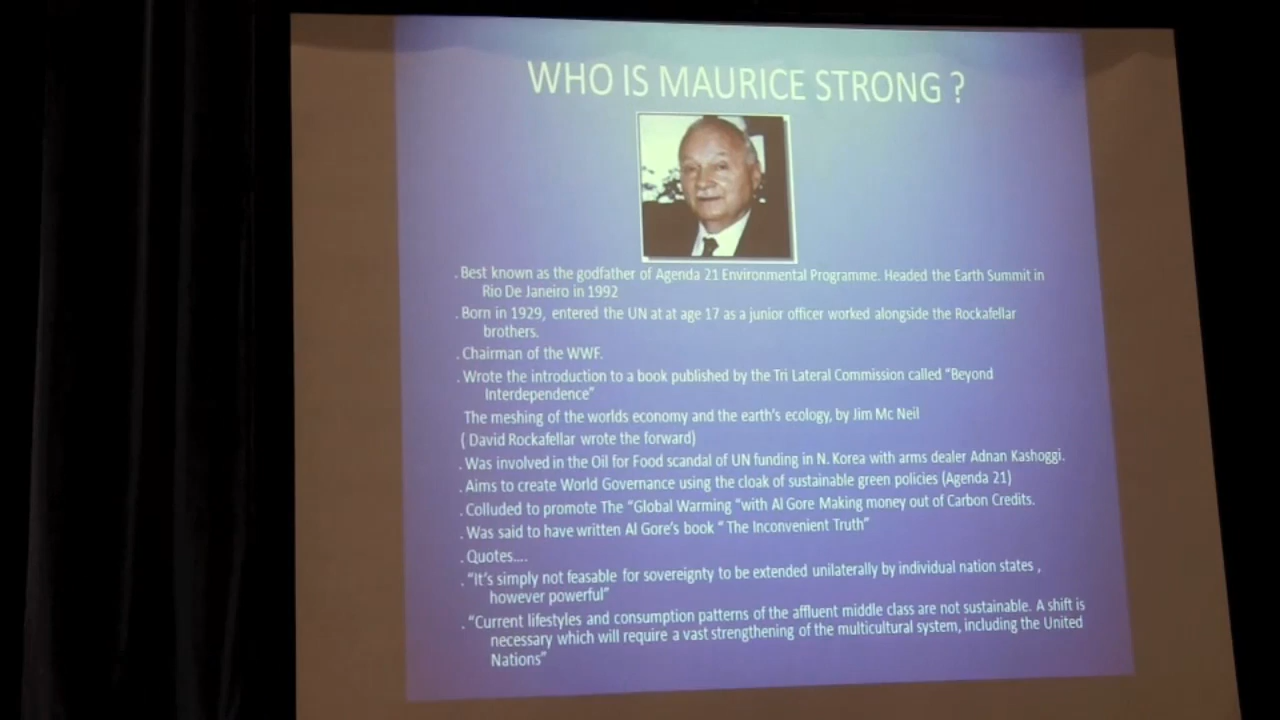 WHO IS MAURICE STRONG ?
. Best known as the godfather of Agenda 21 Environmental Programme. Headed the Earth Summit in
Rio De Janeiro in 1992
. Born in 1929, entered the UN at at age 17 as a junior officer worked alongside the Rockafellar
brothers.
. Chairman of the WWF.
. Wrote the introduction to a book published by the Tri Lateral Commission called "Beyond
Interdependence"
The meshing of the worlds economy and the earth's ecology, by Jim Mc Neil
( David Rockafellar wrote the forward)
. Was involved in the Oil for Food scandal of UN funding in N. Korea with arms dealer Adnan Kashoggi.
. Aims to create World Governance using the cloak of sustainable green policies (Agenda 21)
. Colluded to promote The "Global Warming "with Al Gore Making money out of Carbon Credits.
. Was said to have written Al Gore's book " The Inconvenient Truth"
. Quotes....
. "It's simply not feasable for sovereignty to be extended unilaterally by individual nation states ,
however powerful"
. "Current lifestyles and consumption patterns of the affluent middle class are not sustainable. A shift is
necessary which will require a vast strengthening of the multicultural system, including the United
Nations"